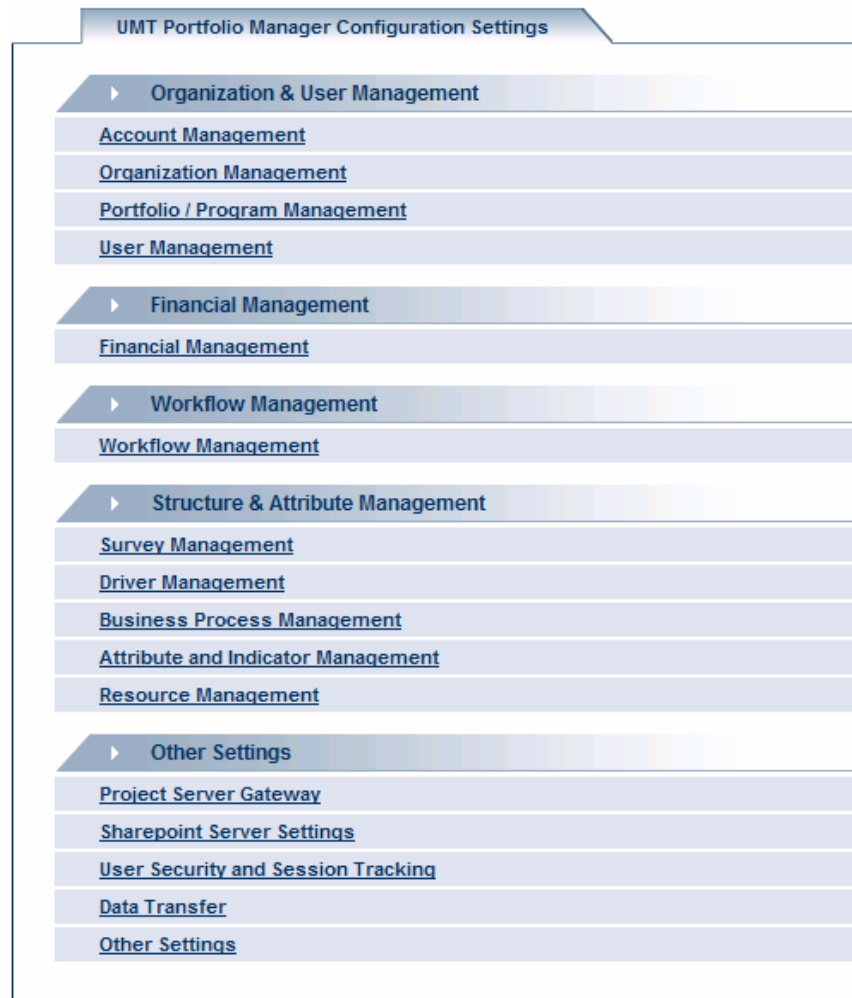 UMT Portfolio Manager Configuration Settings
Organization & User Management
Account Management
Organization Management
Portfolio / Program Management
User Management
Financial Management
Financial Management
Workflow Management
Workflow Management
Structure & Attribute Management
Survey Management
Driver Management
Business Process Management
Attribute and Indicator Management
Resource Management
Other Settings
Project Server Gateway
Sharepoint Server Settings
User Security and Session Tracking
Data Transfer
Other Settings